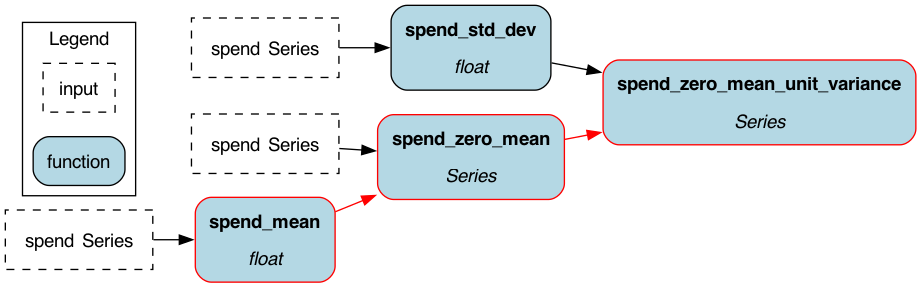 Legend
input
function
spend Series
spend_std_dev
float
spend_zero_mean_unit_variance
Series
spend Series
spend_zero_mean
Series
spend Series
spend_mean
float